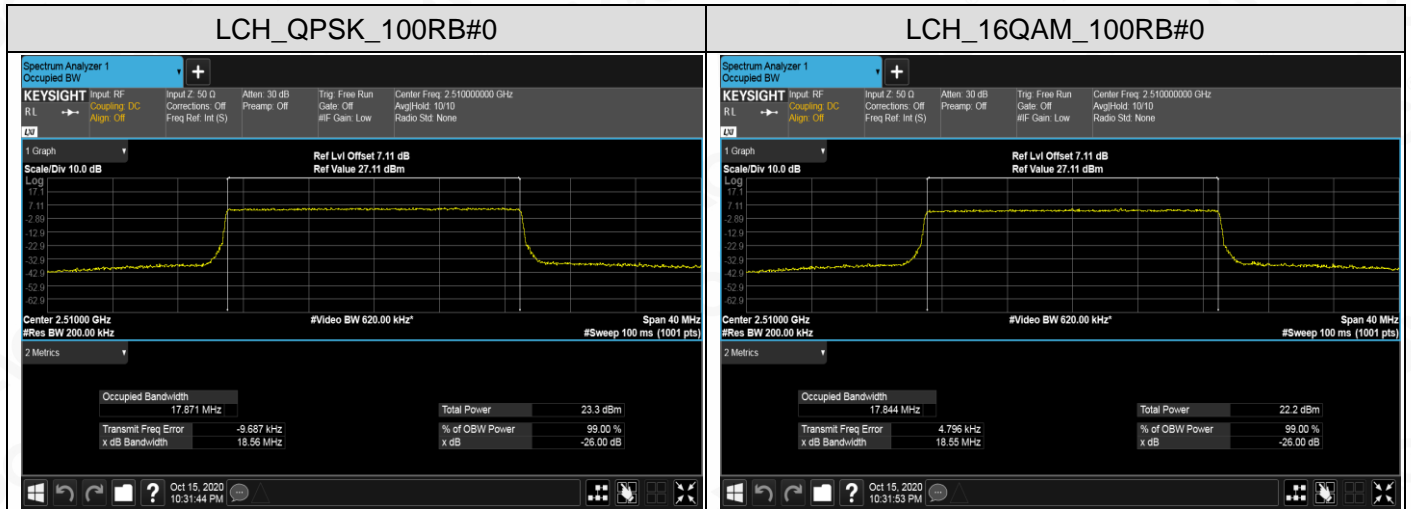 LCH_QPSK_100RB#0
Spectrum Analyzer 1
Occupied BW
KEYSIGHT
RL
LXI
Input: RF
Coupling: DC
Align: Off
Input Z: 50 Ω
Corrections: Off
Freq Ref: Int (S)
Atten: 30 dB
Preamp: Off
Trig: Free Run
Gate: Off
#IF Gain: Low
Center Freq: 2.510000000 GHz
Avg|Hold: 10/10
Radio Std: None
1 Graph
Scale/Div 10.0 dB
Ref Lvl Offset 7.11 dB
Ref Value 27.11 dBm
Log
17.1
7.11
-2.89
-12.9
-22.9
-32.9
-42.9
-52.9
-62.9
Center 2.51000 GHz
#Res BW 200.00 kHz
#Video BW 620.00 kHz*
Span 40 MHz
#Sweep 100 ms (1001 pts)
2 Metrics
Occupied Bandwidth
17.871 MHz
Transmit Freq Error -9.687 kHz
x dB Bandwidth 18.56 MHz
Total Power 23.3 dBm
% of OBW Power 99.00 %
x dB -26.00 dB
Oct 15, 2020
10:31:44 PM
LCH_16QAM_100RB#0
Spectrum Analyzer 1
Occupied BW
KEYSIGHT
RL
LXI
Input: RF
Coupling: DC
Align: Off
Input Z: 50 Ω
Corrections: Off
Freq Ref: Int (S)
Atten: 30 dB
Preamp: Off
Trig: Free Run
Gate: Off
#IF Gain: Low
Center Freq: 2.510000000 GHz
Avg|Hold: 10/10
Radio Std: None
1 Graph
Scale/Div 10.0 dB
Ref Lvl Offset 7.11 dB
Ref Value 27.11 dBm
Log
17.1
7.11
-2.89
-12.9
-22.9
-32.9
-42.9
-52.9
-62.9
Center 2.51000 GHz
#Res BW 200.00 kHz
#Video BW 620.00 kHz*
Span 40 MHz
#Sweep 100 ms (1001 pts)
2 Metrics
Occupied Bandwidth
17.844 MHz
Transmit Freq Error 4.796 kHz
x dB Bandwidth 18.55 MHz
Total Power 22.2 dBm
% of OBW Power 99.00 %
x dB -26.00 dB
Oct 15, 2020
10:31:53 PM